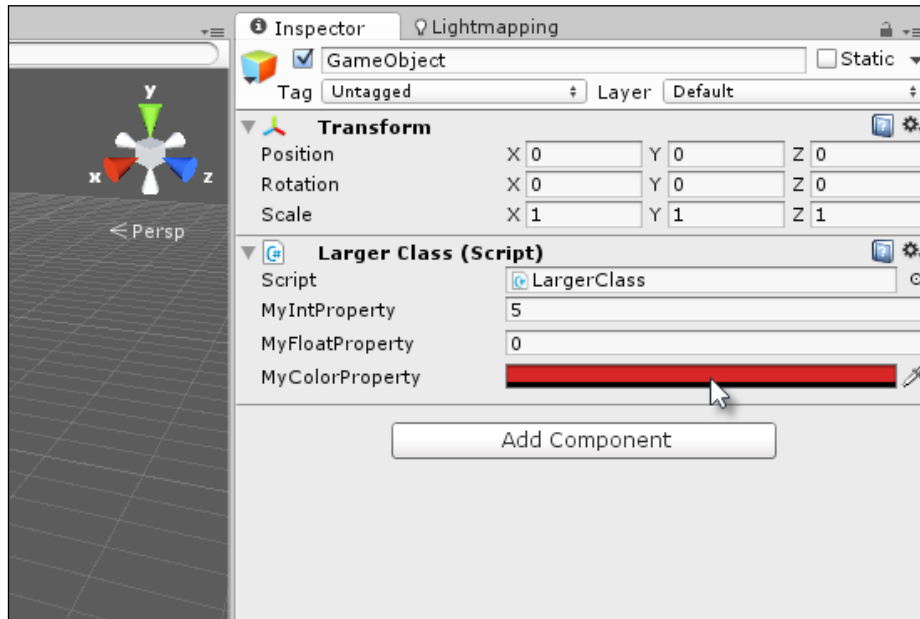 Inspector Lightmapping
GameObject Static
Tag Untagged Layer Default
Transform
Position X 0 Y 0 Z 0
Rotation X 0 Y 0 Z 0
Scale X 1 Y 1 Z 1
Larger Class (Script)
Script LargerClass
MyIntProperty 5
MyFloatProperty 0
MyColorProperty
Add Component
y
x z
Persp